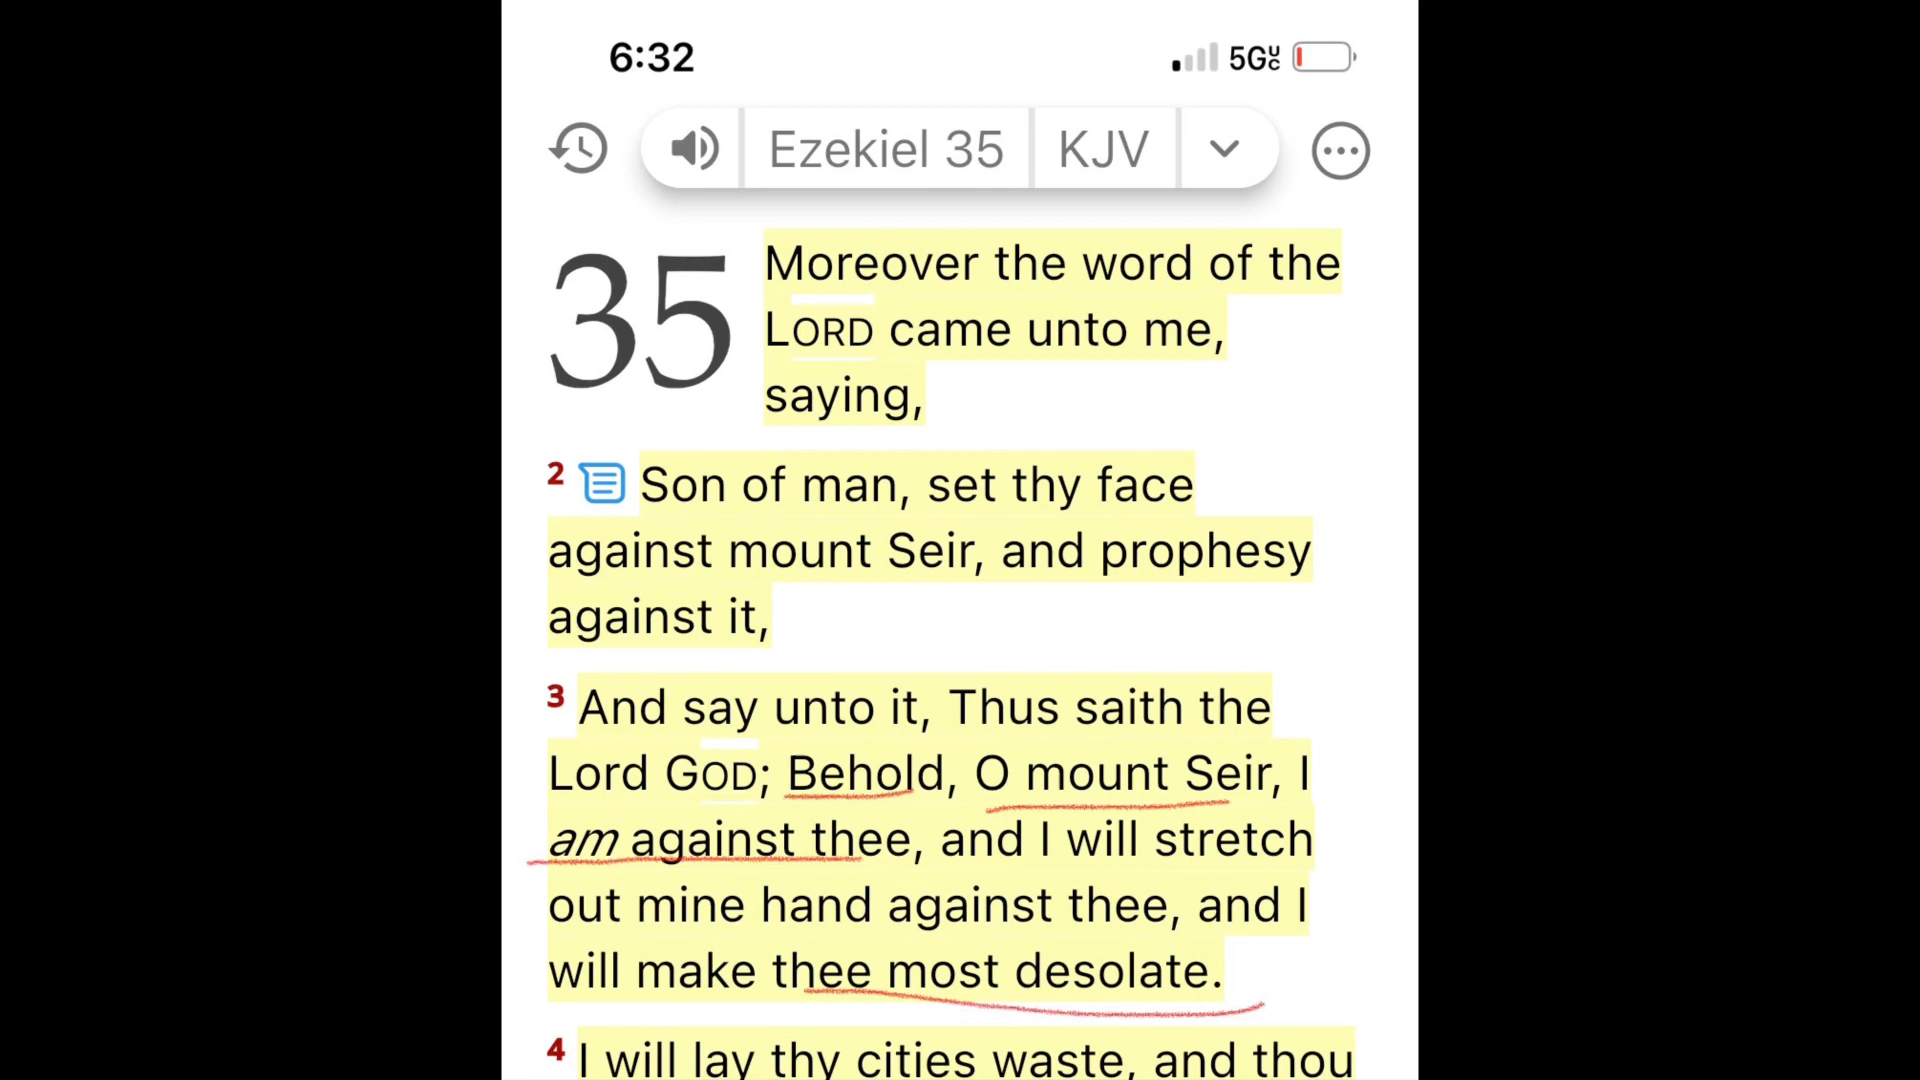 6:32 5GUC
Ezekiel 35 KJV
35 Moreover the word of the
LORD came unto me,
saying,
2 Son of man, set thy face
against mount Seir, and prophesy
against it,
3 And say unto it, Thus saith the
Lord GOD; Behold, O mount Seir, I
am against thee, and I will stretch
out mine hand against thee, and I
will make thee most desolate.
4 I will lay thy cities waste, and thou